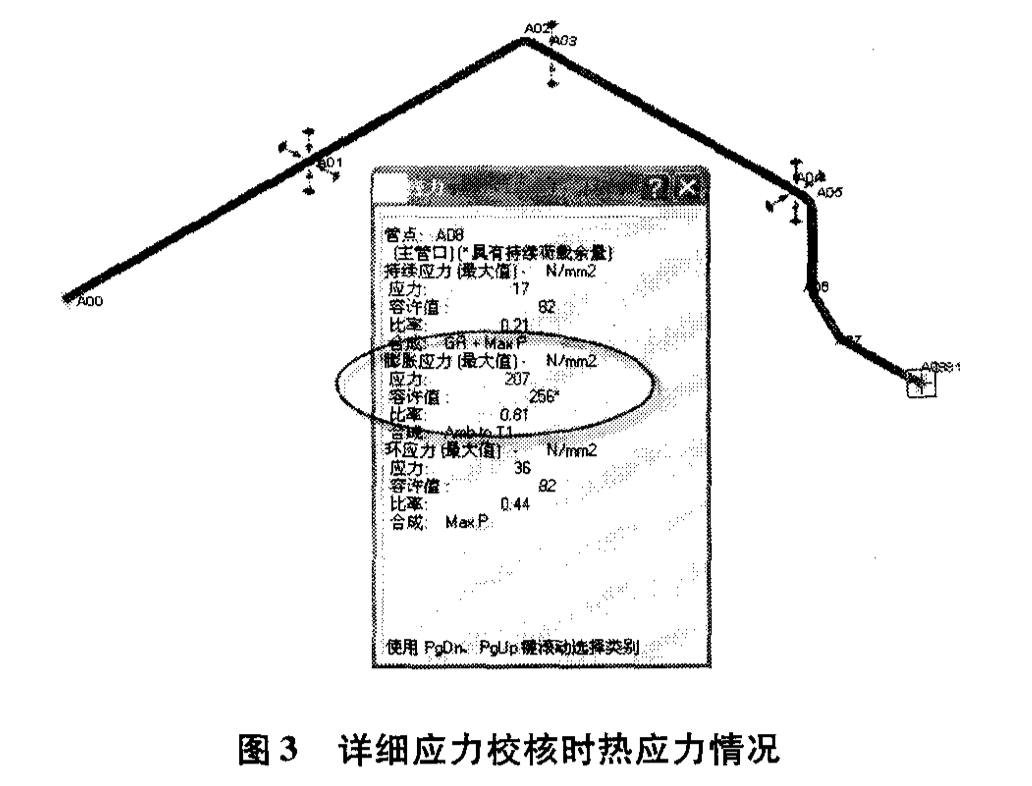 A02
A03
A01
A04
A05
A00
A06
管点: A08
(主管口)(*具有持续荷载余量)
持续应力(最大值)- N/mm2
应力: 17
容许值: 82
比率: 0.21
合成: GR + Max P
膨胀应力(最大值)- N/mm2
应力: 207
容许值: 256*
比率: 0.81
合成: Amb to T1
环应力(最大值)- N/mm2
应力: 36
容许值: 82
比率: 0.44
合成: Max P
使用 PgDn、PgUp 键滚动选择类别
图3 详细应力校核时热应力情况